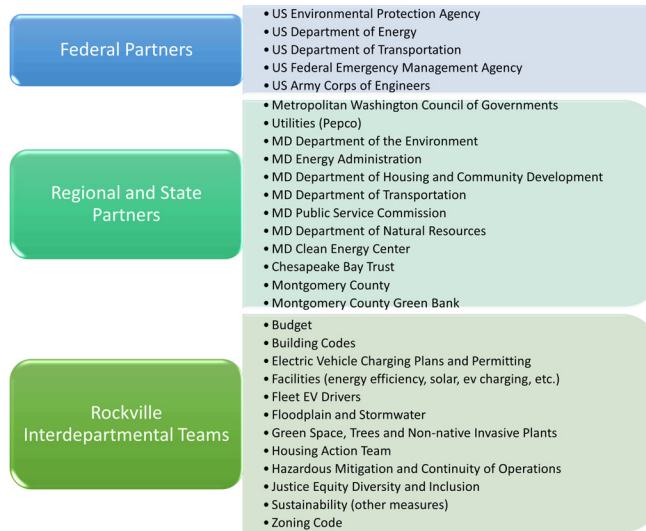 Federal Partners
• US Environmental Protection Agency
• US Department of Energy
• US Department of Transportation
• US Federal Emergency Management Agency
• US Army Corps of Engineers
Regional and State
Partners
• Metropolitan Washington Council of Governments
• Utilities (Pepco)
• MD Department of the Environment
• MD Energy Administration
• MD Department of Housing and Community Development
• MD Department of Transportation
• MD Public Service Commission
• MD Department of Natural Resources
• MD Clean Energy Center
• Chesapeake Bay Trust
• Montgomery County
• Montgomery County Green Bank
Rockville
Interdepartmental Teams
• Budget
• Building Codes
• Electric Vehicle Charging Plans and Permitting
• Facilities (energy efficiency, solar, ev charging, etc.)
• Fleet EV Drivers
• Floodplain and Stormwater
• Green Space, Trees and Non-native Invasive Plants
• Housing Action Team
• Hazardous Mitigation and Continuity of Operations
• Justice Equity Diversity and Inclusion
• Sustainability (other measures)
• Zoning Code